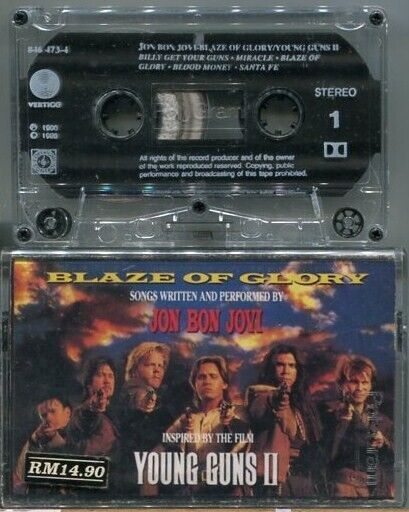 846 473-4
JON BON JOVI-BLAZE OF GLORY/YOUNG GUNS II
BILLY GET YOUR GUNS • MIRACLE • BLAZE OF
GLORY • BLOOD MONEY • SANTA FE
VERTIGO
℗ 1990
© 1990
STEREO
1
All rights of the record producer and of the owner
of the work reproduced reserved. Copying, public
performance and broadcasting of this tape prohibited.
BLAZE OF GLORY
SONGS WRITTEN AND PERFORMED BY
JON BON JOVI
INSPIRED BY THE FILM
YOUNG GUNS II
RM14.90